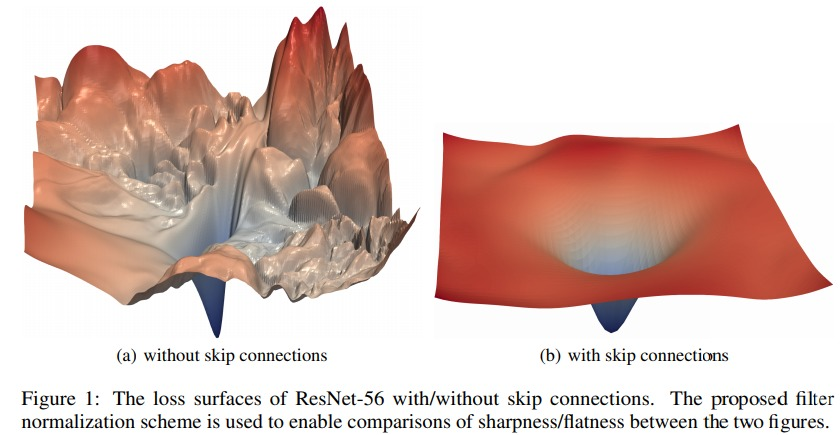 (a) without skip connections
(b) with skip connections
Figure 1: The loss surfaces of ResNet-56 with/without skip connections. The proposed filter
normalization scheme is used to enable comparisons of sharpness/flatness between the two figures.